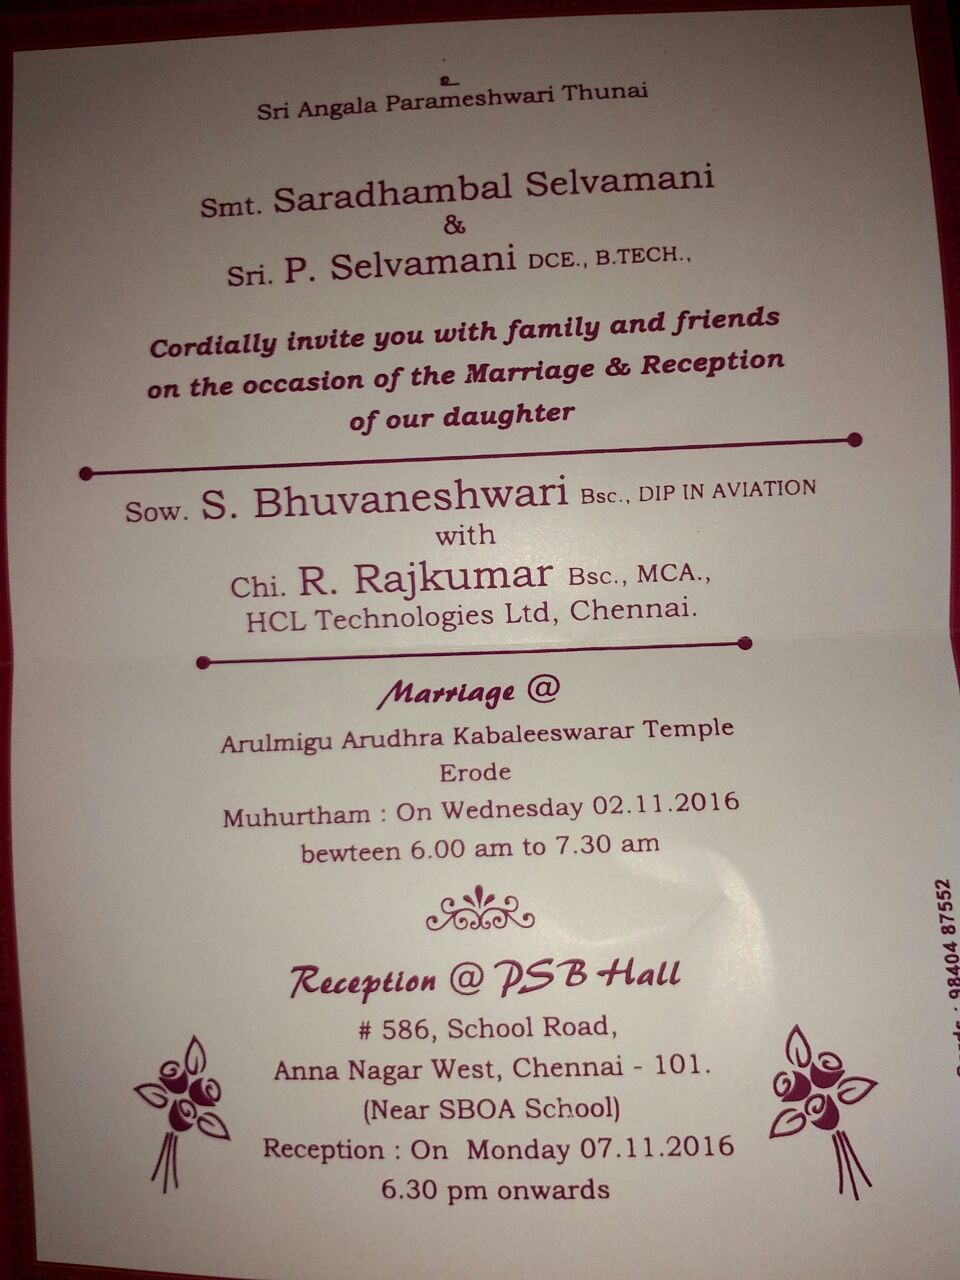 உ
Sri Angala Parameshwari Thunai
Smt. Saradhambal Selvamani
&
Sri. P. Selvamani DCE., B.TECH.,
Cordially invite you with family and friends
on the occasion of the Marriage & Reception
of our daughter
Sow. S. Bhuvaneshwari Bsc., DIP IN AVIATION
with
Chi. R. Rajkumar Bsc., MCA.,
HCL Technologies Ltd, Chennai.
Marriage @
Arulmigu Arudhra Kabaleeswarar Temple
Erode
Muhurtham : On Wednesday 02.11.2016
bewteen 6.00 am to 7.30 am
Reception @ PSB Hall
# 586, School Road,
Anna Nagar West, Chennai - 101.
(Near SBOA School)
Reception : On Monday 07.11.2016
6.30 pm onwards
: 98404 87552